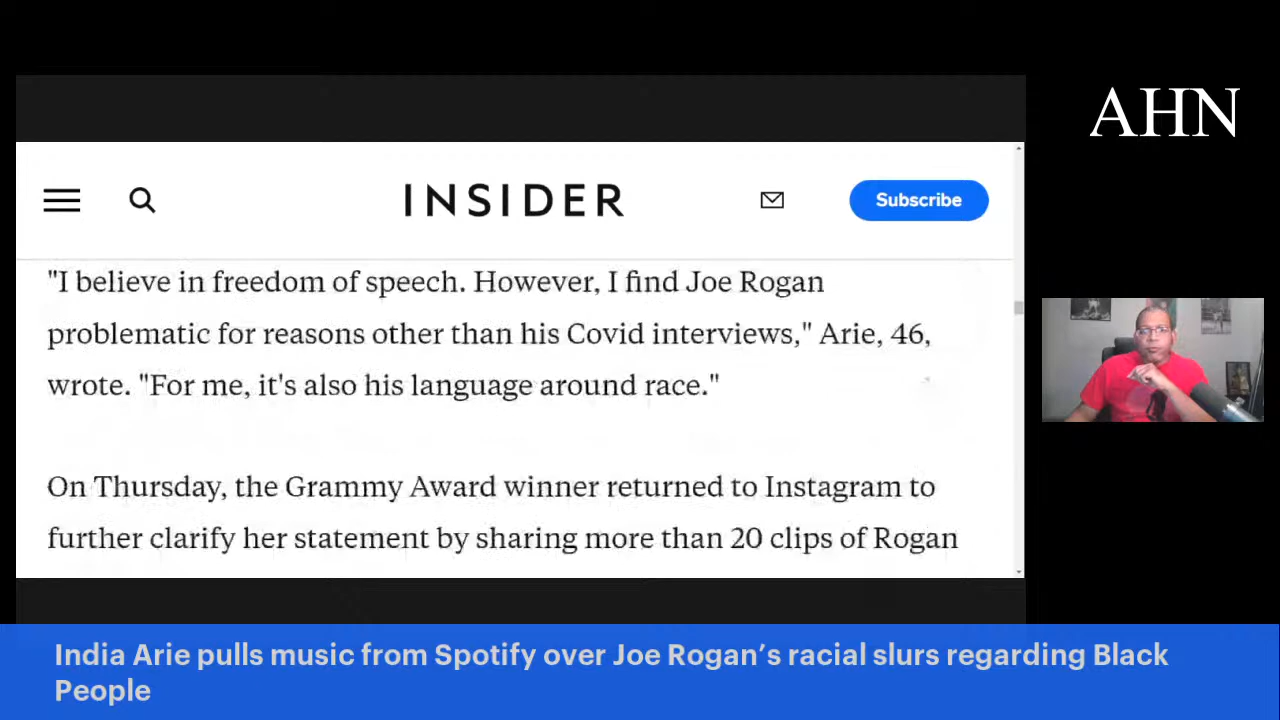 AHN
INSIDER
Subscribe
"I believe in freedom of speech. However, I find Joe Rogan
problematic for reasons other than his Covid interviews," Arie, 46,
wrote. "For me, it's also his language around race."
On Thursday, the Grammy Award winner returned to Instagram to
further clarify her statement by sharing more than 20 clips of Rogan
India Arie pulls music from Spotify over Joe Rogan’s racial slurs regarding Black
People